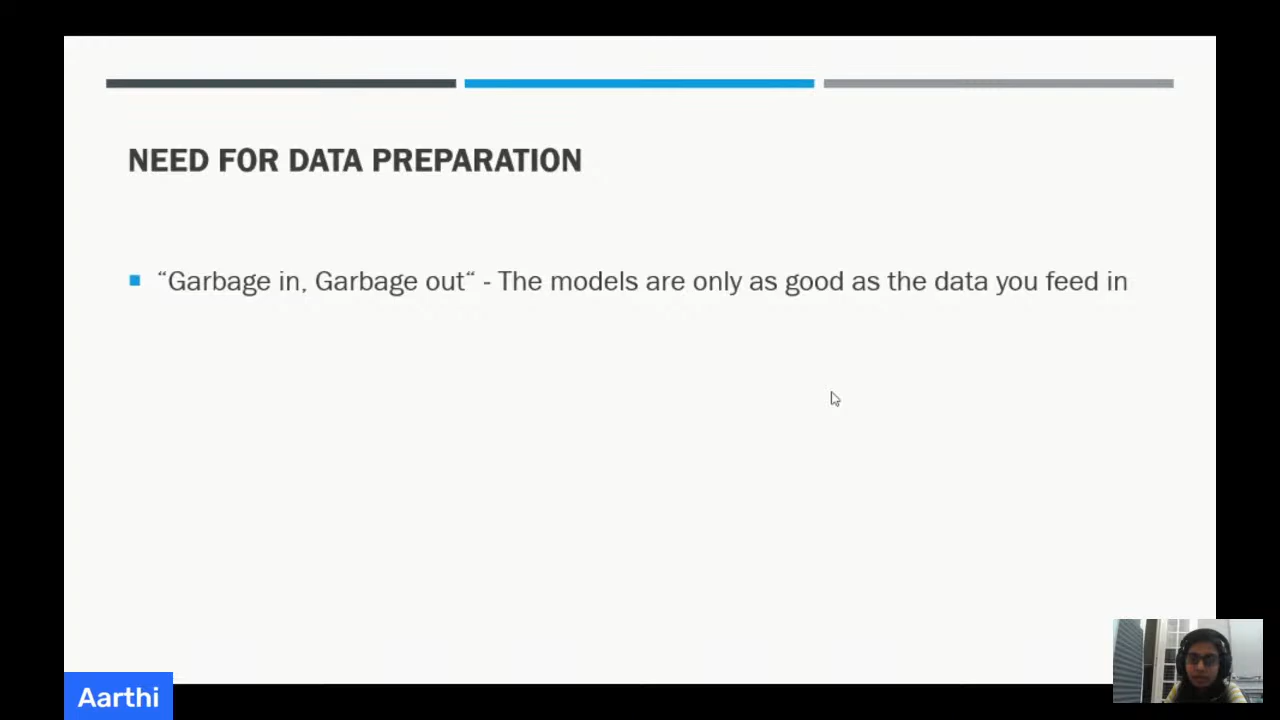 NEED FOR DATA PREPARATION
“Garbage in, Garbage out“ - The models are only as good as the data you feed in
Aarthi